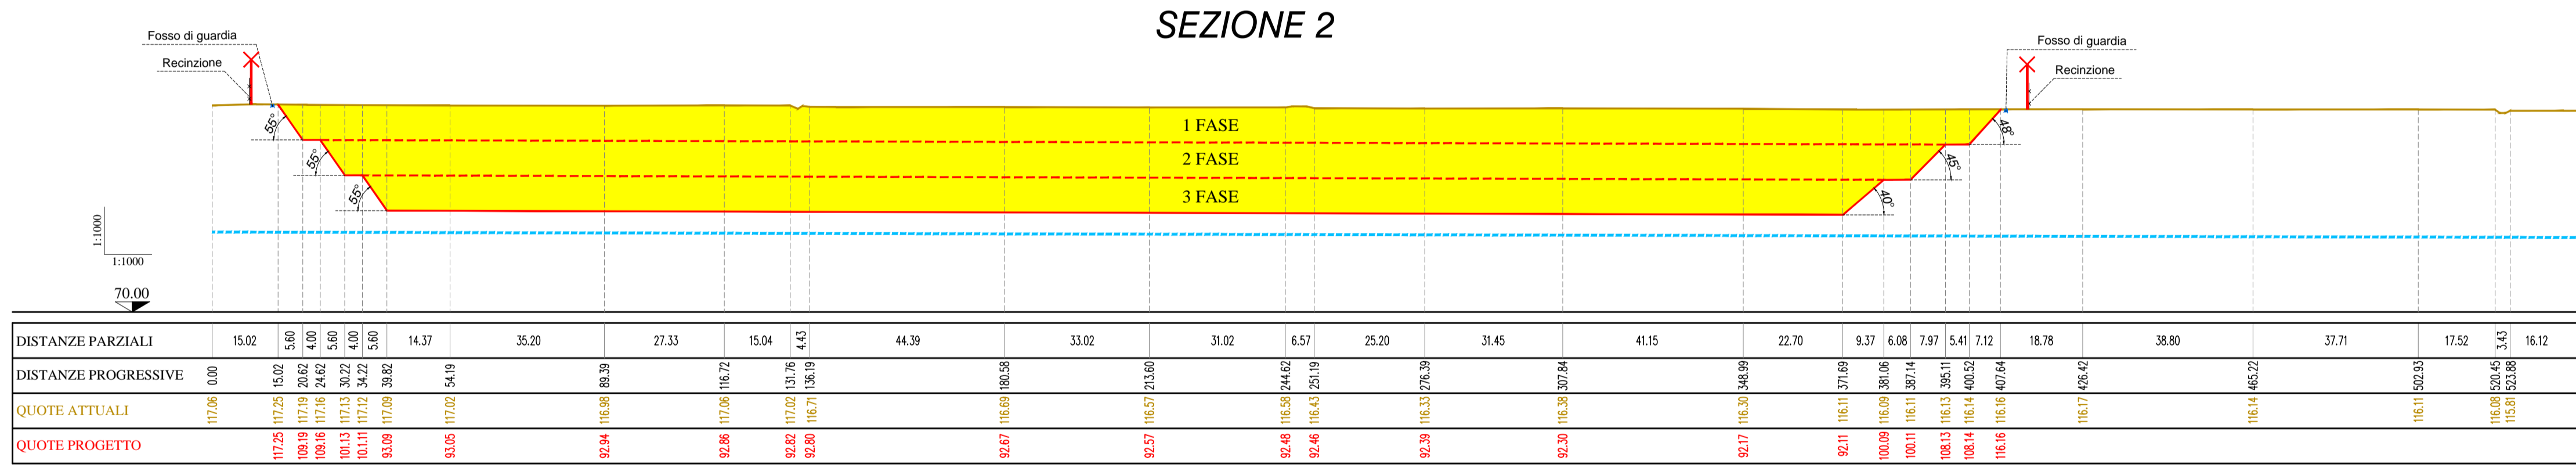 SEZIONE 2
Fosso di guardia
Recinzione
Fosso di guardia
Recinzione
55°
55°
55°
1 FASE
2 FASE
3 FASE
48°
45°
40°
1:1000
1:1000
70.00
DISTANZE PARZIALI 15.02 5.60 4.00 5.60 4.00 5.60 14.37 35.20 27.33 15.04 4.43 44.39 33.02 31.02 6.57 25.20 31.45 41.15 22.70 9.37 6.08 7.97 5.41 7.12 18.78 38.80 37.71 17.52 3.43 16.12
DISTANZE PROGRESSIVE 0.00 15.02 20.62 24.62 30.22 34.22 39.82 54.19 89.39 116.72 131.76 136.19 180.58 213.60 244.62 251.19 276.39 307.84 348.99 371.69 381.06 387.14 395.11 400.52 407.64 426.42 465.22 502.93 520.45 523.88
QUOTE ATTUALI 117.06 117.25 117.19 117.16 117.13 117.12 117.09 117.02 116.98 117.06 117.02 116.71 116.69 116.57 116.58 116.43 116.33 116.38 116.30 116.11 116.09 116.11 116.13 116.14 116.16 116.17 116.14 116.11 116.08 115.81
QUOTE PROGETTO 117.25 109.19 109.16 101.13 101.11 93.09 93.05 92.94 92.86 92.82 92.80 92.67 92.57 92.48 92.46 92.39 92.30 92.17 92.11 100.09 100.11 108.13 108.14 116.16